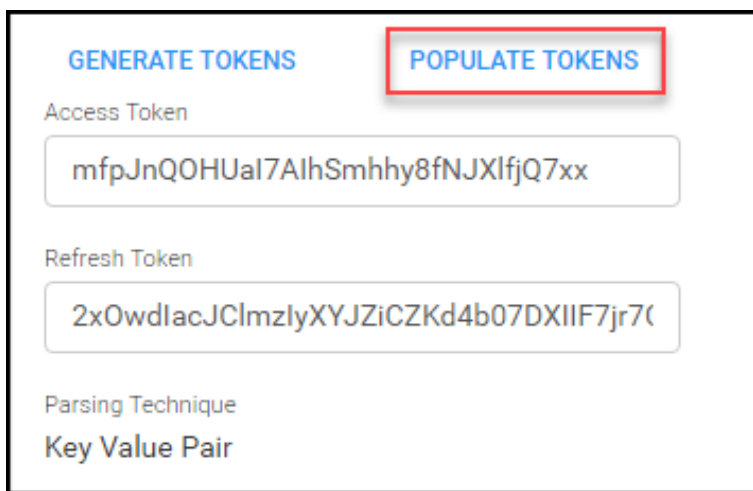 GENERATE TOKENS POPULATE TOKENS
Access Token
mfpJnQOHUaI7AIhSmhhy8fNJXlfjQ7xx
Refresh Token
2xOwdIacJClmzIyXYJZiCZKd4b07DXIIF7jr7(
Parsing Technique
Key Value Pair